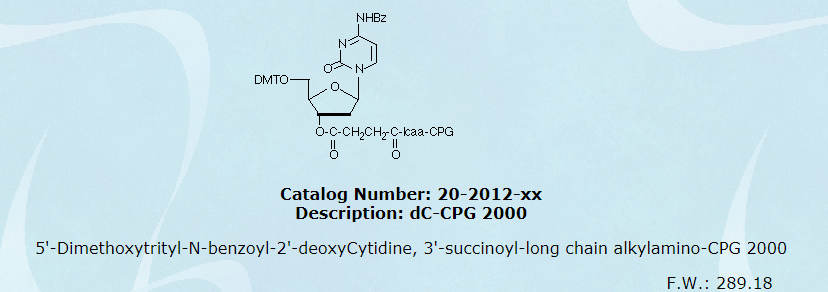 NHBz
N
O
N
DMTO
O
O-C-CH2CH2-C-lcaa-CPG
O
O
Catalog Number: 20-2012-xx
Description: dC-CPG 2000
5'-Dimethoxytrityl-N-benzoyl-2'-deoxyCytidine, 3'-succinoyl-long chain alkylamino-CPG 2000
F.W.: 289.18